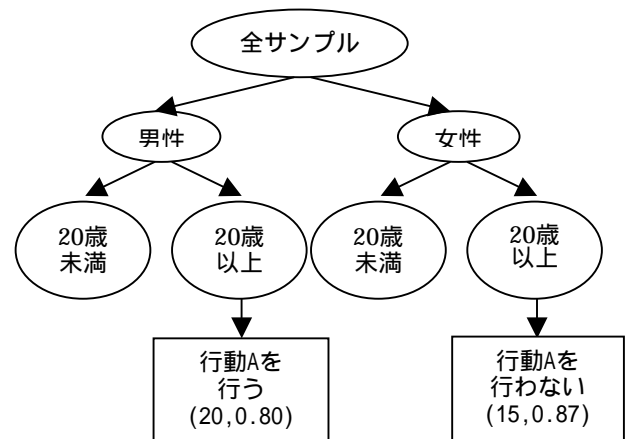 全サンプル
男性
女性
20歳
未満
20歳
以上
20歳
未満
20歳
以上
行動Aを
行う
(20,0.80)
行動Aを
行わない
(15,0.87)